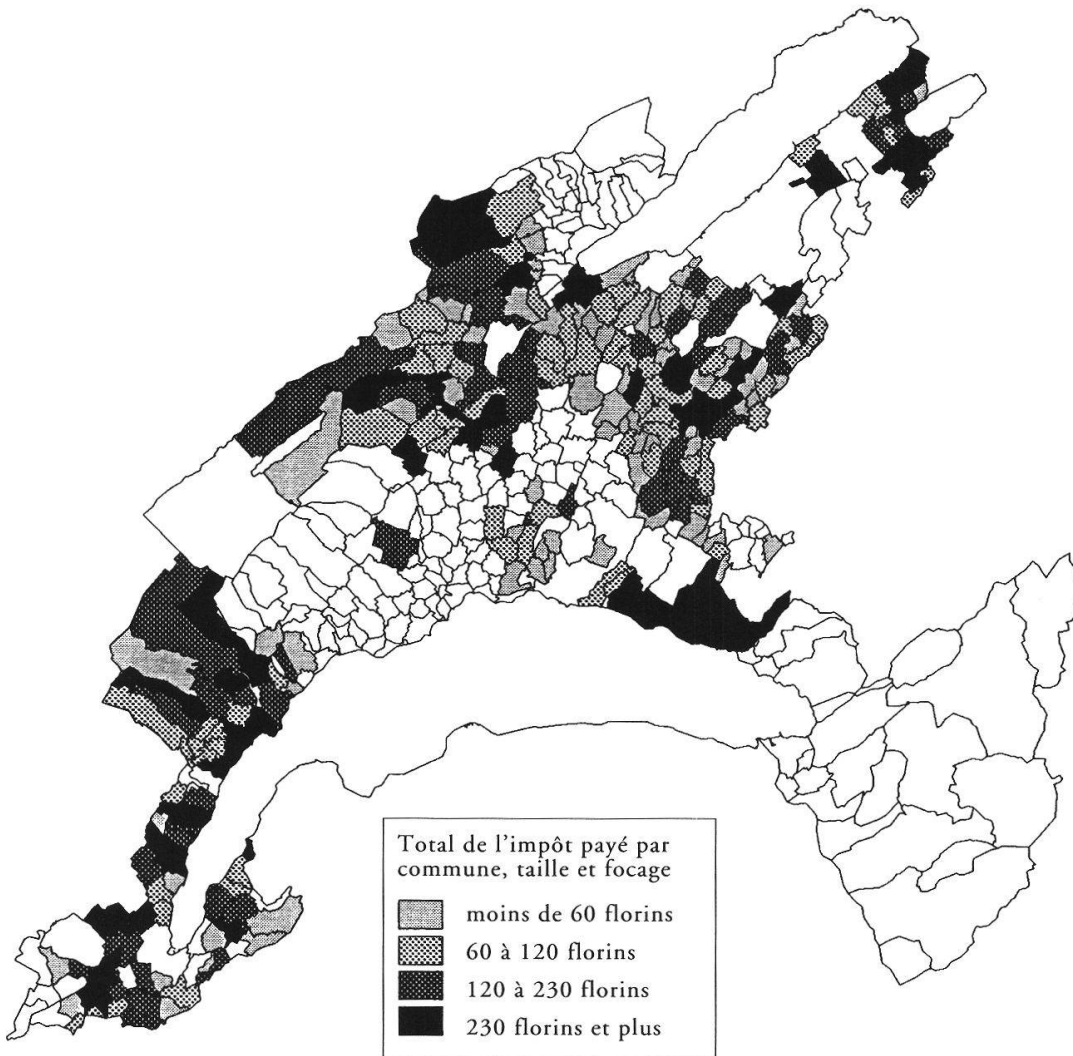 Total de l'impôt payé par
commune, taille et focage
moins de 60 florins
60 à 120 florins
120 à 230 florins
230 florins et plus